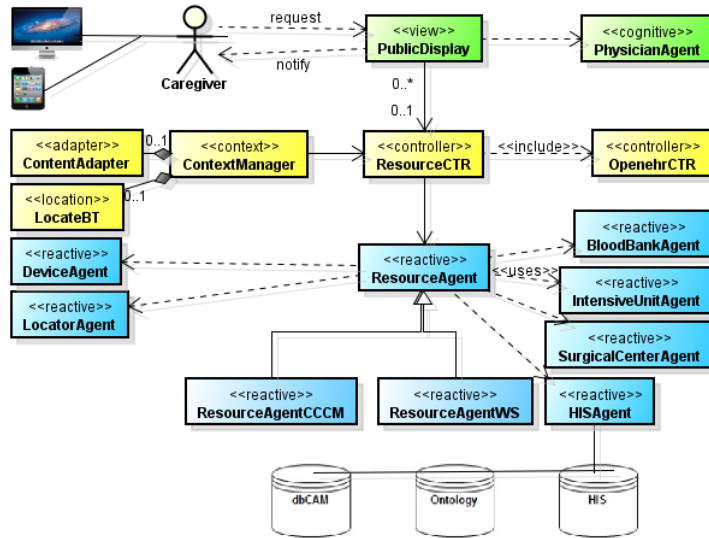 request
<<view>>
PublicDisplay
<<cognitive>>
PhysicianAgent
notify
Caregiver
0..*
0..1
<<adapter>>
ContentAdapter
0..1
<<context>>
ContextManager
<<controller>>
ResourceCTR
<<include>>
<<controller>>
OpenehrCTR
<<location>>
LocateBT
0..1
<<reactive>>
DeviceAgent
<<reactive>>
ResourceAgent
<<uses>>
<<reactive>>
BloodBankAgent
<<reactive>>
IntensiveUnitAgent
<<reactive>>
LocatorAgent
<<reactive>>
SurgicalCenterAgent
<<reactive>>
ResourceAgentCCCM
<<reactive>>
ResourceAgentWS
<<reactive>>
HISAgent
dbCAM
Ontology
HIS